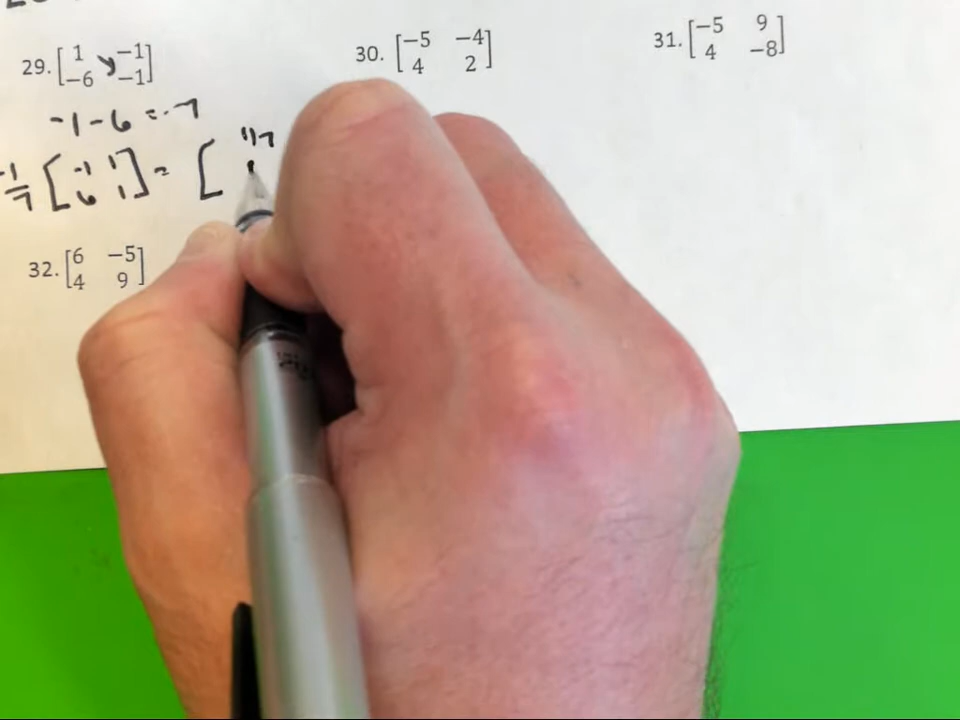 29. [1 -1] 30. [-5 -4] 31. [-5 9]
[-6 -1] [4 2] [4 -8]
-1-6=-7
-1/7 [-1 1] = [1/7
[6 1]
32. [6 -5]
[4 9]